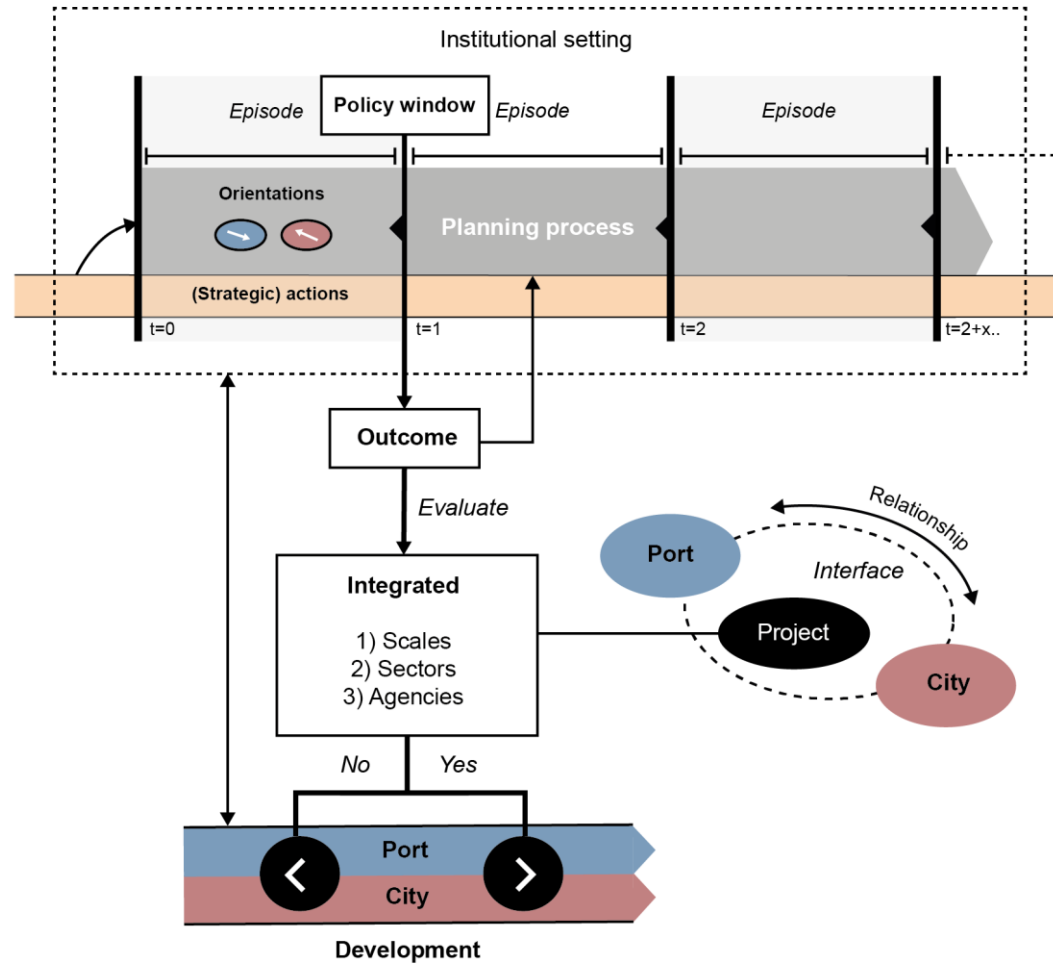 Institutional setting
Episode
Policy window
Episode
Episode
Orientations
Planning process
(Strategic) actions
t=0
t=1
t=2
t=2+x..
Outcome
Evaluate
Integrated
1) Scales
2) Sectors
3) Agencies
No
Yes
Relationship
Port
Interface
Project
City
Port
City
Development